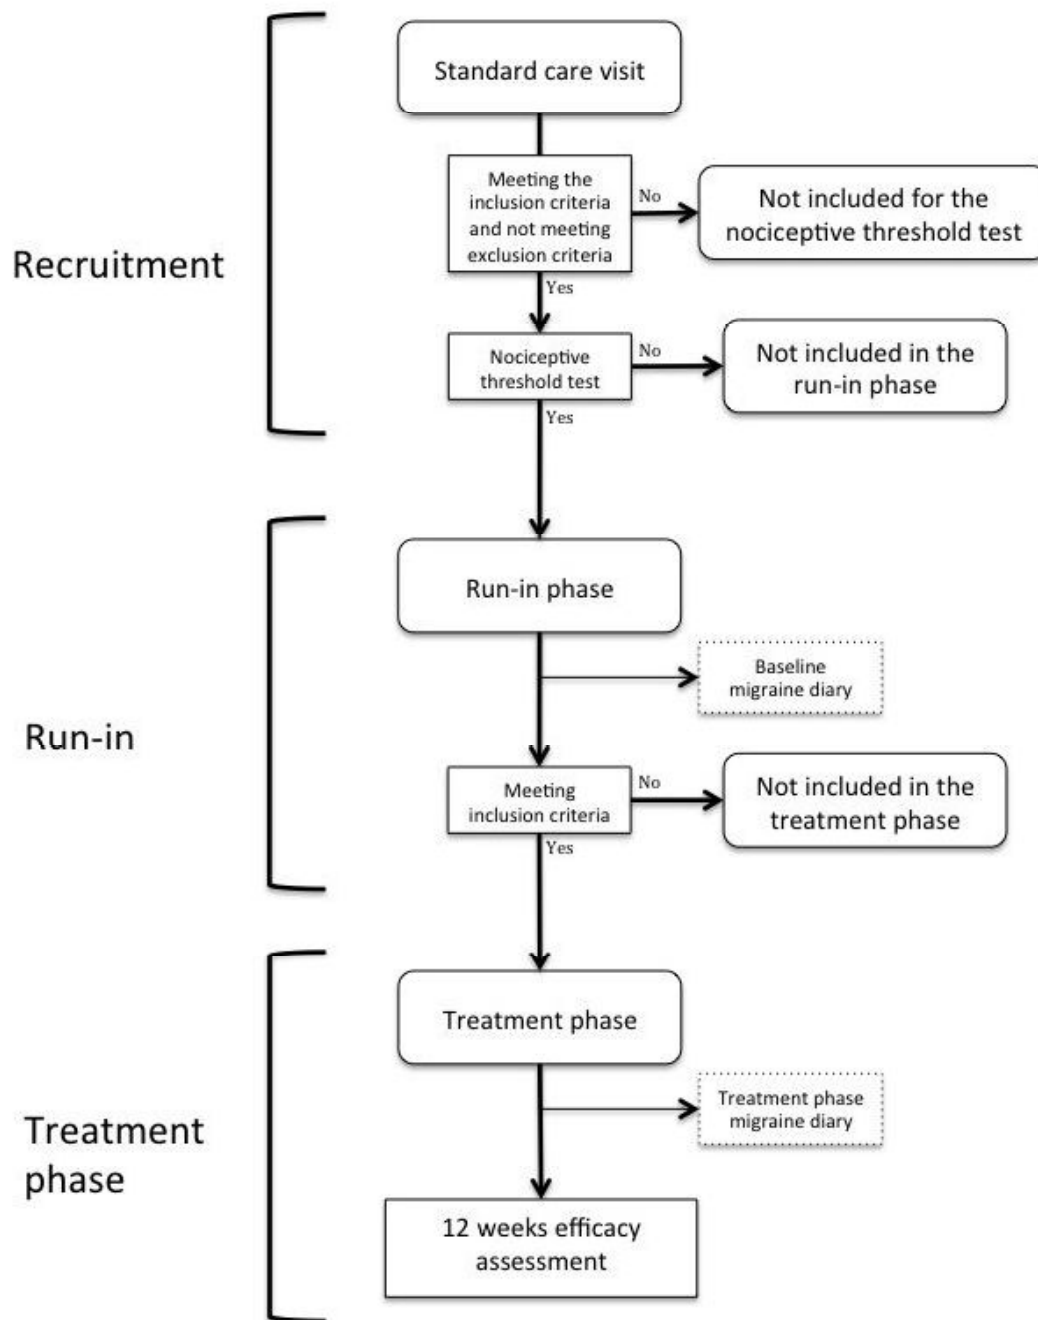 Recruitment
Standard care visit
Meeting the
inclusion criteria
and not meeting
exclusion criteria
No
Not included for the
nociceptive threshold test
Yes
Nociceptive
threshold test
No
Not included in the
run-in phase
Yes
Run-in
Run-in phase
Baseline
migraine diary
Meeting
inclusion criteria
No
Not included in the
treatment phase
Yes
Treatment
phase
Treatment phase
Treatment phase
migraine diary
12 weeks efficacy
assessment